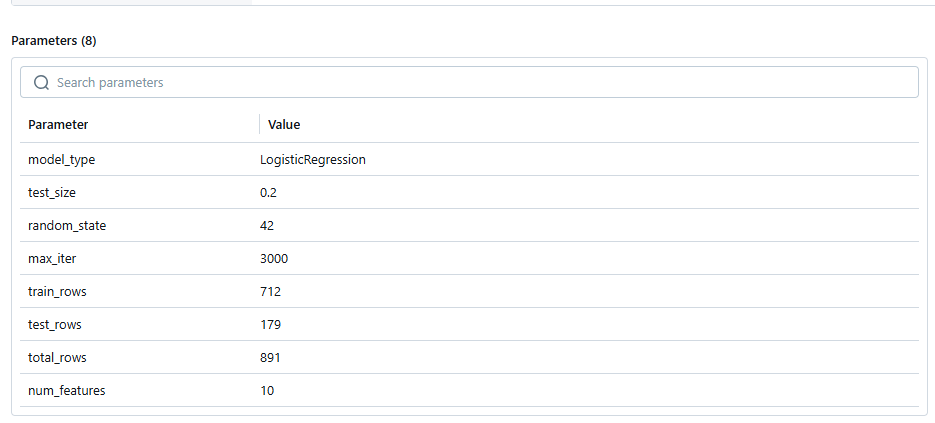 Parameters (8)
Search parameters
Parameter Value
model_type LogisticRegression
test_size 0.2
random_state 42
max_iter 3000
train_rows 712
test_rows 179
total_rows 891
num_features 10